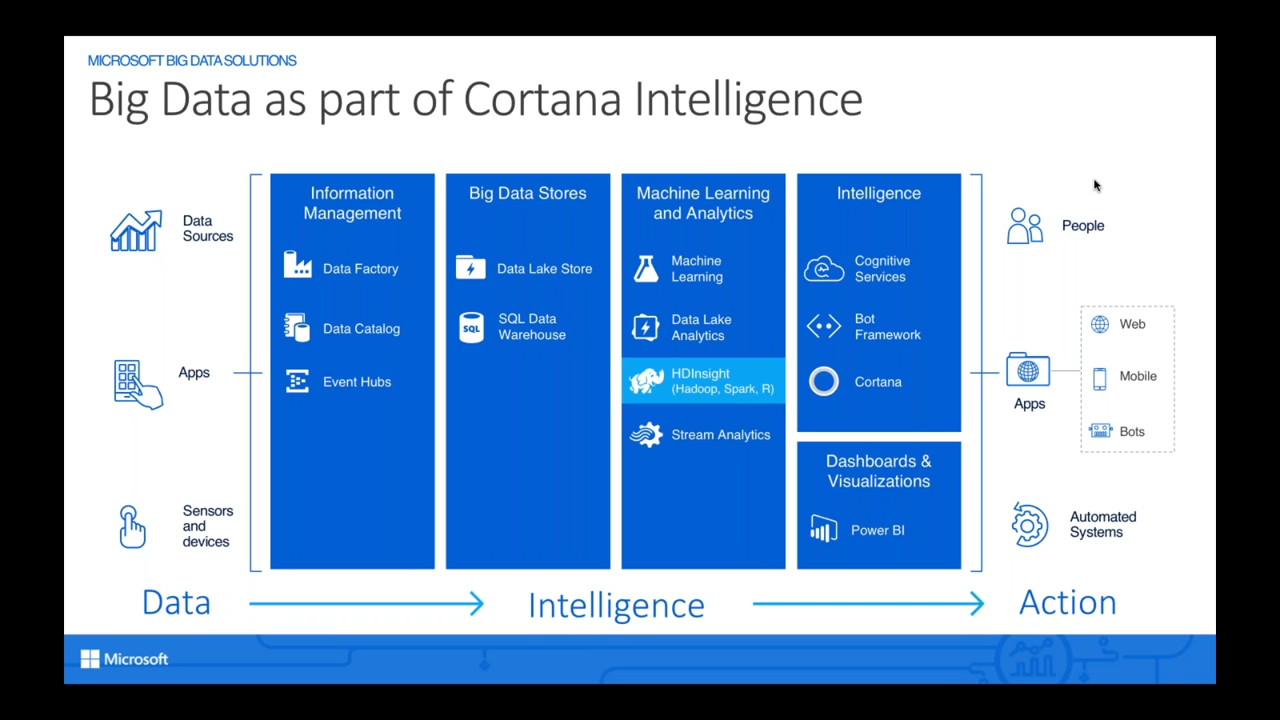 MICROSOFT BIG DATA SOLUTIONS
Big Data as part of Cortana Intelligence
Data
Sources
Apps
Sensors
and
devices
Information
Management
Data Factory
Data Catalog
Event Hubs
Big Data Stores
Data Lake Store
SQL
SQL Data
Warehouse
Machine Learning
and Analytics
Machine
Learning
Data Lake
Analytics
HDInsight
(Hadoop, Spark, R)
Stream Analytics
Intelligence
Cognitive
Services
Bot
Framework
Cortana
Dashboards &
Visualizations
Power BI
People
Apps
Web
Mobile
Bots
Automated
Systems
Data
Intelligence
Action
Microsoft